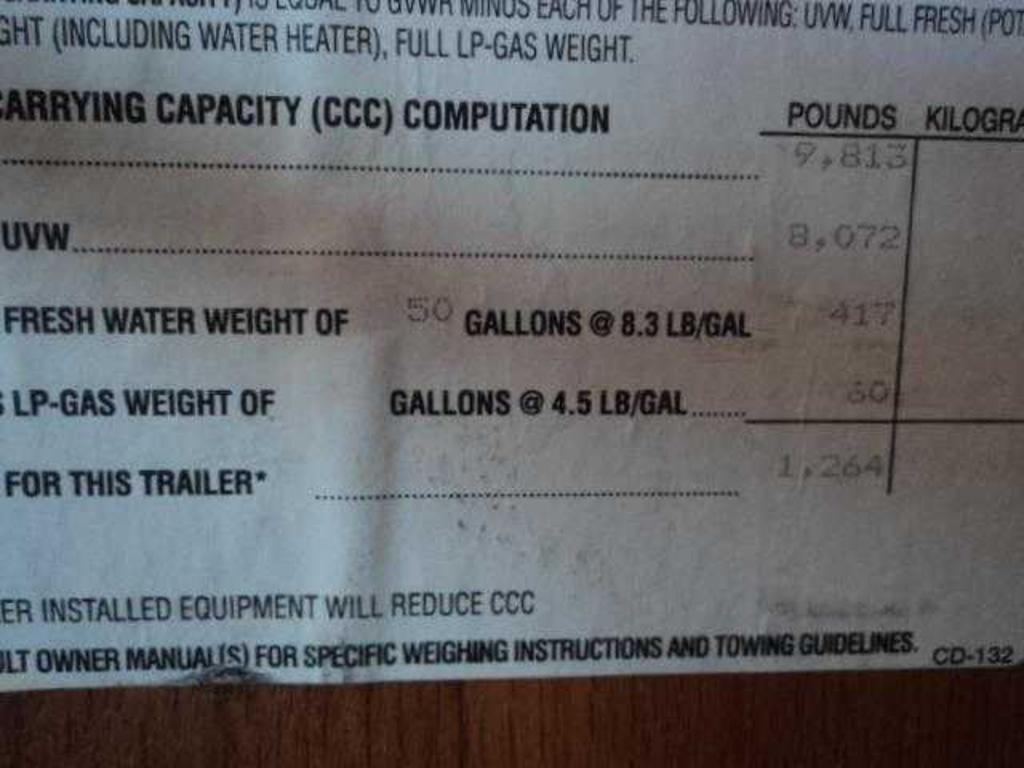 IS EQUAL TO GVWR MINUS EACH OF THE FOLLOWING: UVW, FULL FRESH (POT
GHT (INCLUDING WATER HEATER), FULL LP-GAS WEIGHT.
CARRYING CAPACITY (CCC) COMPUTATION POUNDS KILOGRA
9,813
UVW 8,072
FRESH WATER WEIGHT OF 50 GALLONS @ 8.3 LB/GAL 417
LP-GAS WEIGHT OF GALLONS @ 4.5 LB/GAL 60
FOR THIS TRAILER* 1,264
ER INSTALLED EQUIPMENT WILL REDUCE CCC
ULT OWNER MANUAL(S) FOR SPECIFIC WEIGHING INSTRUCTIONS AND TOWING GUIDELINES. CD-132